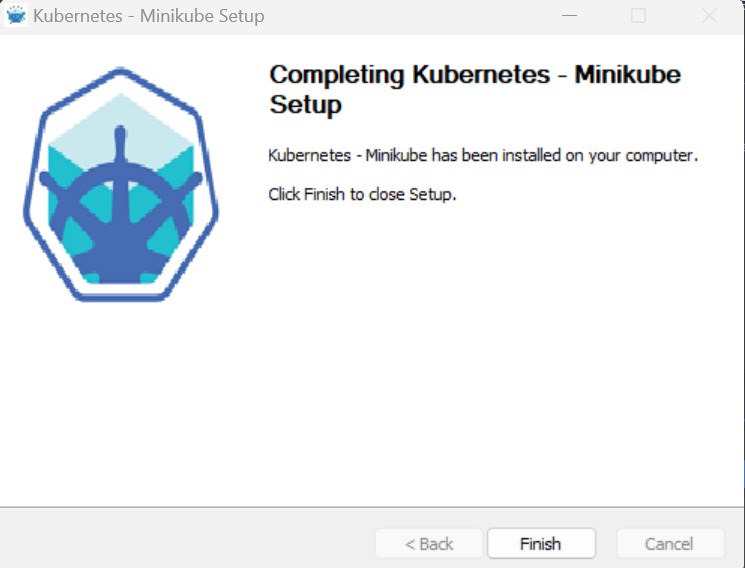 Kubernetes - Minikube Setup
Completing Kubernetes - Minikube
Setup
Kubernetes - Minikube has been installed on your computer.
Click Finish to close Setup.
< Back
Finish
Cancel